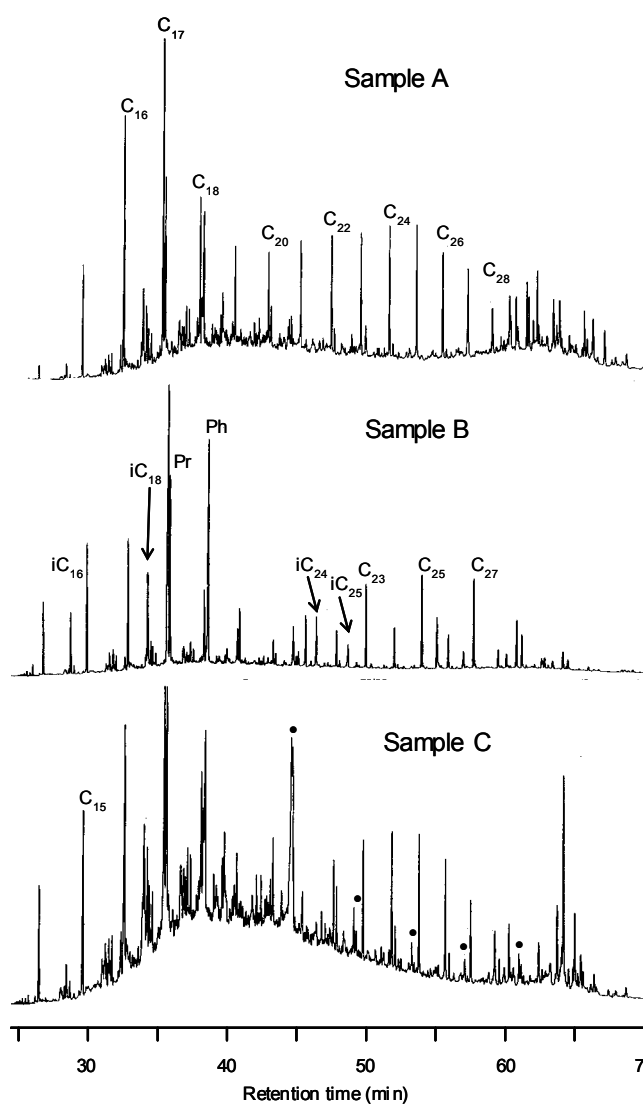 C₁₇
Sample A
C₁₆
C₁₈
C₂₀ C₂₂ C₂₄ C₂₆ C₂₈
Ph
Sample B
Pr
iC₁₈
iC₁₆ iC₂₄ iC₂₅ C₂₃ C₂₅ C₂₇
Sample C
C₁₅
30 40 50 60 7
Retention time (min)